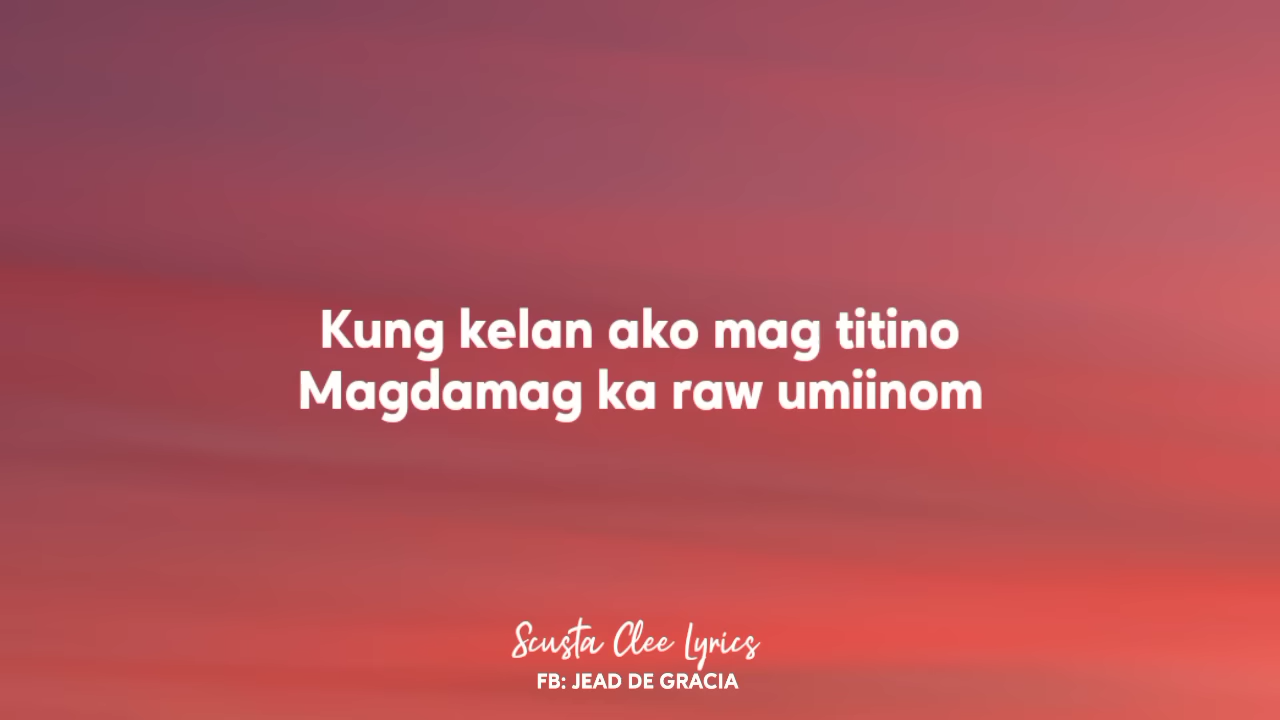 Kung kelan ako mag titino
Magdamag ka raw umiinom
Scusta Clee Lyrics
FB: JEAD DE GRACIA